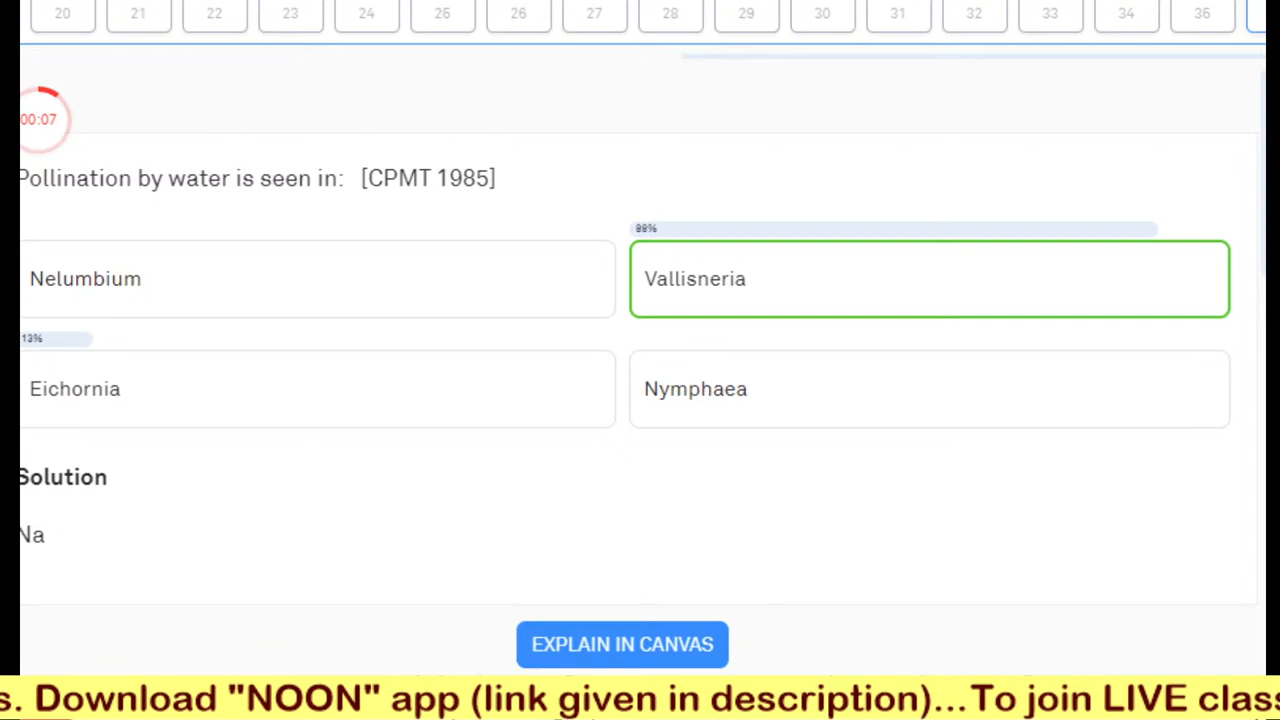 20 21 22 23 24 25 26 27 28 29 30 31 32 33 34 35
00:07
Pollination by water is seen in: [CPMT 1985]
88%
Nelumbium Vallisneria
13%
Eichornia Nymphaea
Solution
Na
EXPLAIN IN CANVAS
s. Download "NOON" app (link given in description)...To join LIVE class